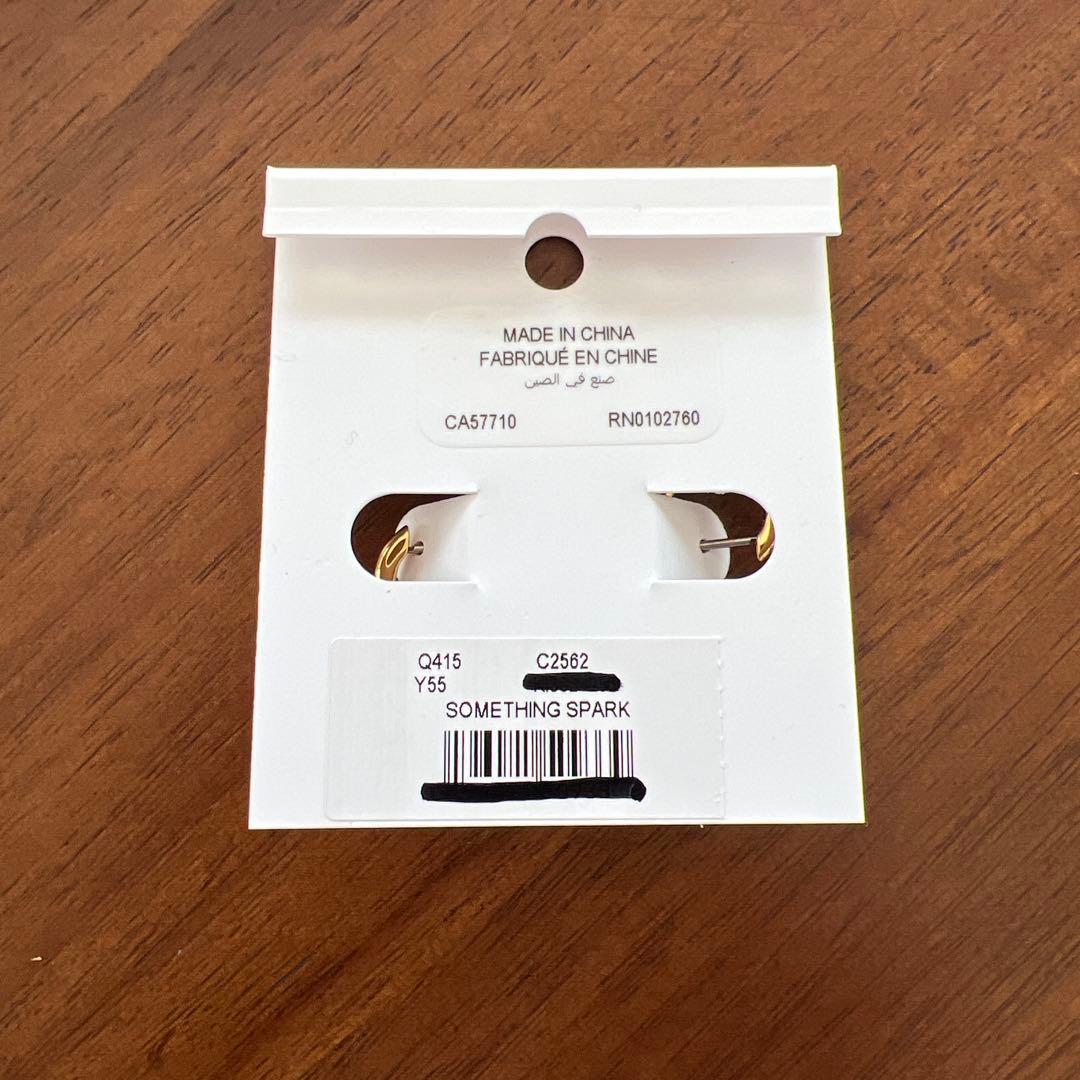 MADE IN CHINA
FABRIQUÉ EN CHINE
صنع في الصين
CA57710 RN0102760
Q415 C2562
Y55
SOMETHING SPARK